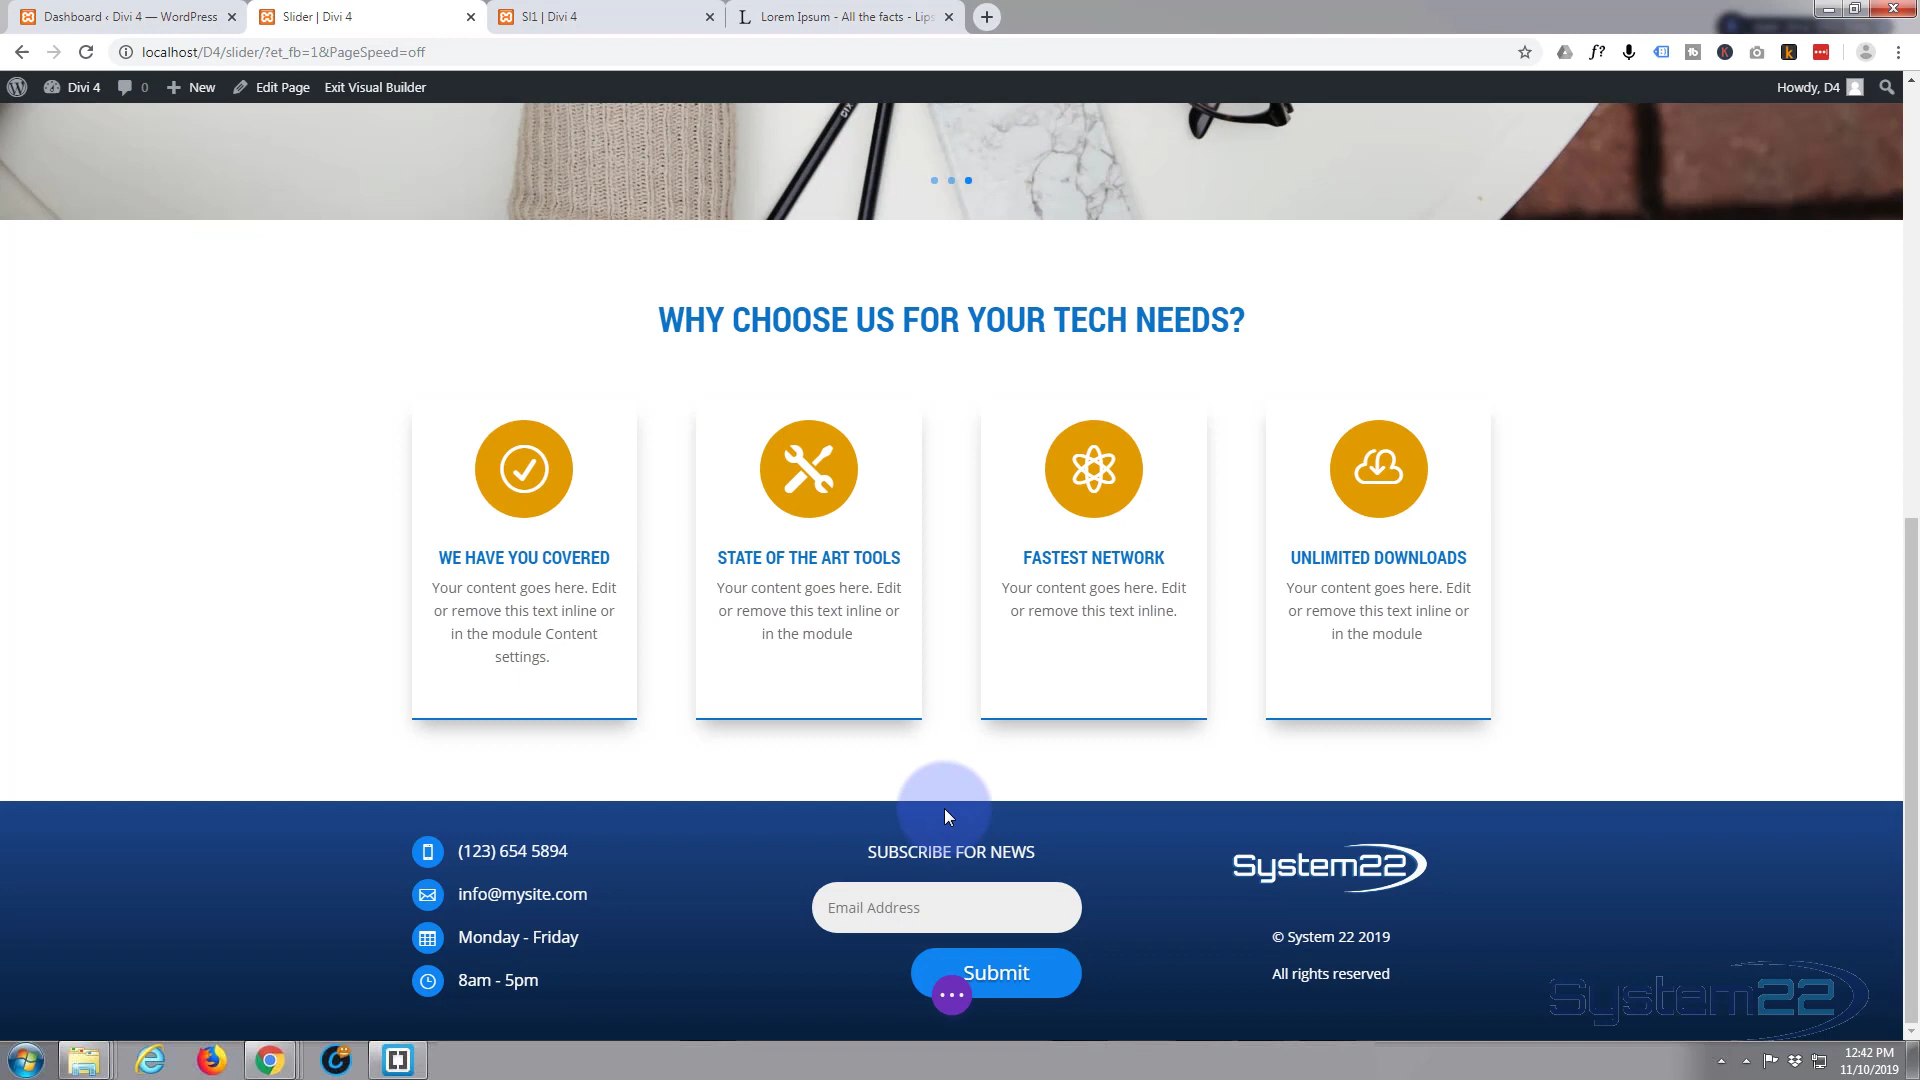 Dashboard ‹ Divi 4 — WordPress
Slider | Divi 4
Sl1 | Divi 4
Lorem Ipsum - All the facts - Lips
localhost/D4/slider/?et_fb=1&PageSpeed=off
Divi 4
0
New
Edit Page
Exit Visual Builder
Howdy, D4
WHY CHOOSE US FOR YOUR TECH NEEDS?
WE HAVE YOU COVERED
Your content goes here. Edit
or remove this text inline or
in the module Content
settings.
STATE OF THE ART TOOLS
Your content goes here. Edit
or remove this text inline or
in the module
FASTEST NETWORK
Your content goes here. Edit
or remove this text inline.
UNLIMITED DOWNLOADS
Your content goes here. Edit
or remove this text inline or
in the module
(123) 654 5894
info@mysite.com
Monday - Friday
8am - 5pm
SUBSCRIBE FOR NEWS
Email Address
Submit
System22
© System 22 2019
All rights reserved
System22
12:42 PM
11/10/2019